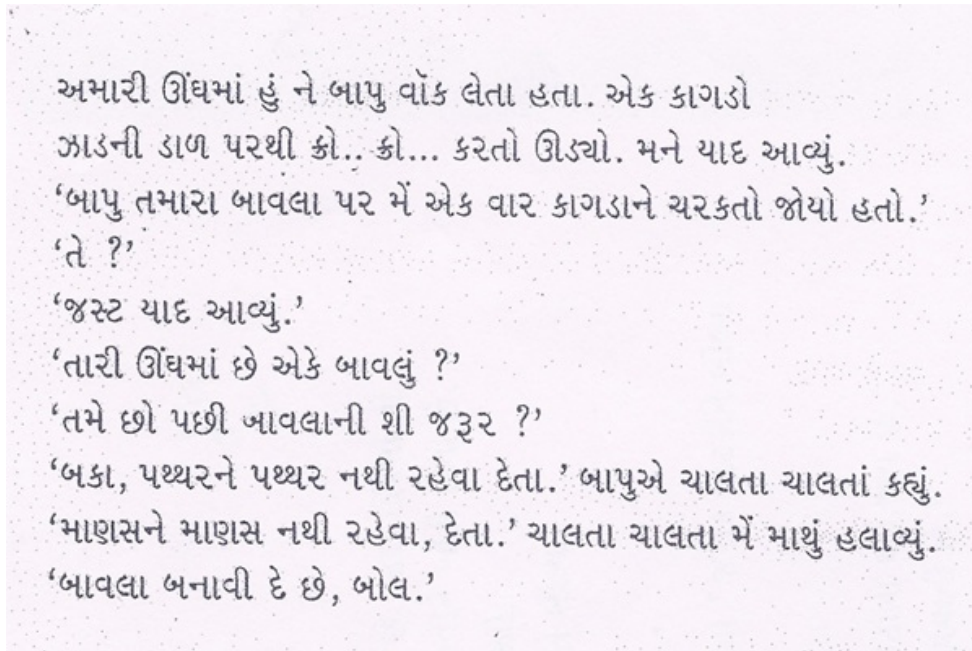 અમારી ઊંઘમાં હું ને બાપુ વૉક લેતા હતા. એક કાગડો
ઝાડની ડાળ પરથી ક્રો.. ક્રો... કરતો ઊડ્યો. મને યાદ આવ્યું.
‘બાપુ તમારા બાવલા પર મેં એક વાર કાગડાને ચરકતો જોયો હતો.’
‘તે ?’
‘જસ્ટ યાદ આવ્યું.’
‘તારી ઊંઘમાં છે એકે બાવલું ?’
‘તમે છો પછી બાવલાની શી જરૂર ?’
‘બકા, પથ્થરને પથ્થર નથી રહેવા દેતા.’ બાપુએ ચાલતા ચાલતાં કહ્યું.
‘માણસને માણસ નથી રહેવા, દેતા.’ ચાલતા ચાલતા મેં માથું હલાવ્યું.
‘બાવલા બનાવી દે છે, બોલ.’